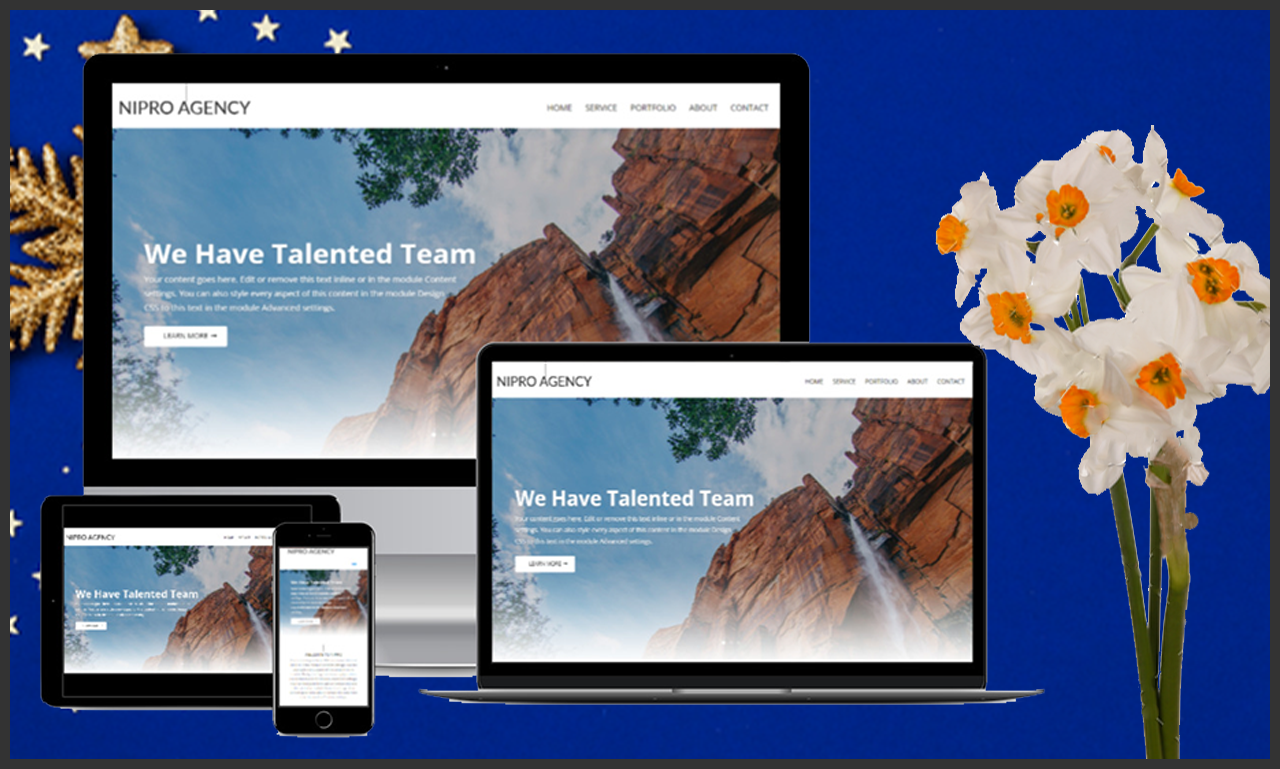 NIPRO AGENCY
HOME SERVICE PORTFOLIO ABOUT CONTACT
We Have Talented Team
Your content goes here. Edit or remove this text inline or in the module Content
settings. You can also style every aspect of this content in the module Design
CSS to this text in the module Advanced settings.
LEARN MORE →
NIPRO AGENCY
HOME SERVICE PORTFOLIO ABOUT CONTACT
We Have Talented Team
Your content goes here. Edit or remove this text inline or in the module Content
settings. You can also style every aspect of this content in the module Design
CSS to this text in the module Advanced settings.
LEARN MORE →
NIPRO AGENCY
We Have Talented Team
NIPRO AGENCY
We Have Talented Team